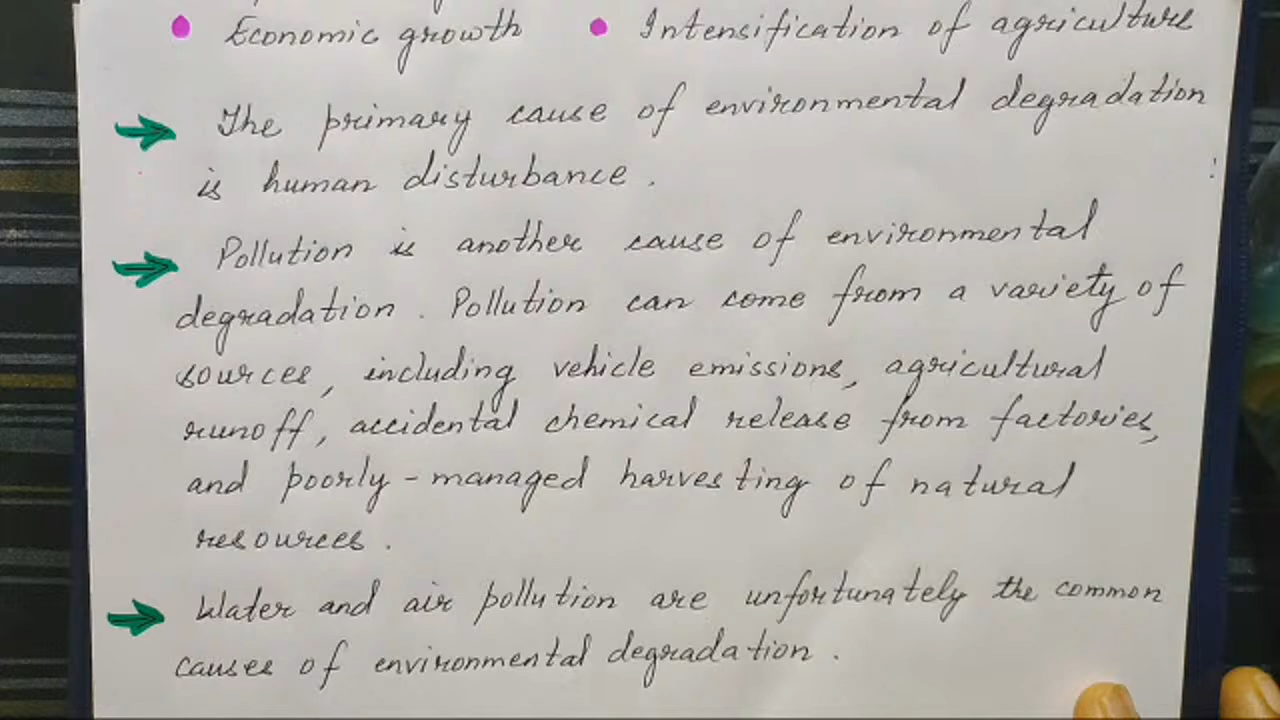 Economic growth Intensification of agriculture
The primary cause of environmental degradation
is human disturbance.
Pollution is another cause of environmental
degradation. Pollution can come from a variety of
sources, including vehicle emissions, agricultural
runoff, accidental chemical release from factories,
and poorly-managed harvesting of natural
resources.
Water and air pollution are unfortunately the common
causes of environmental degradation.